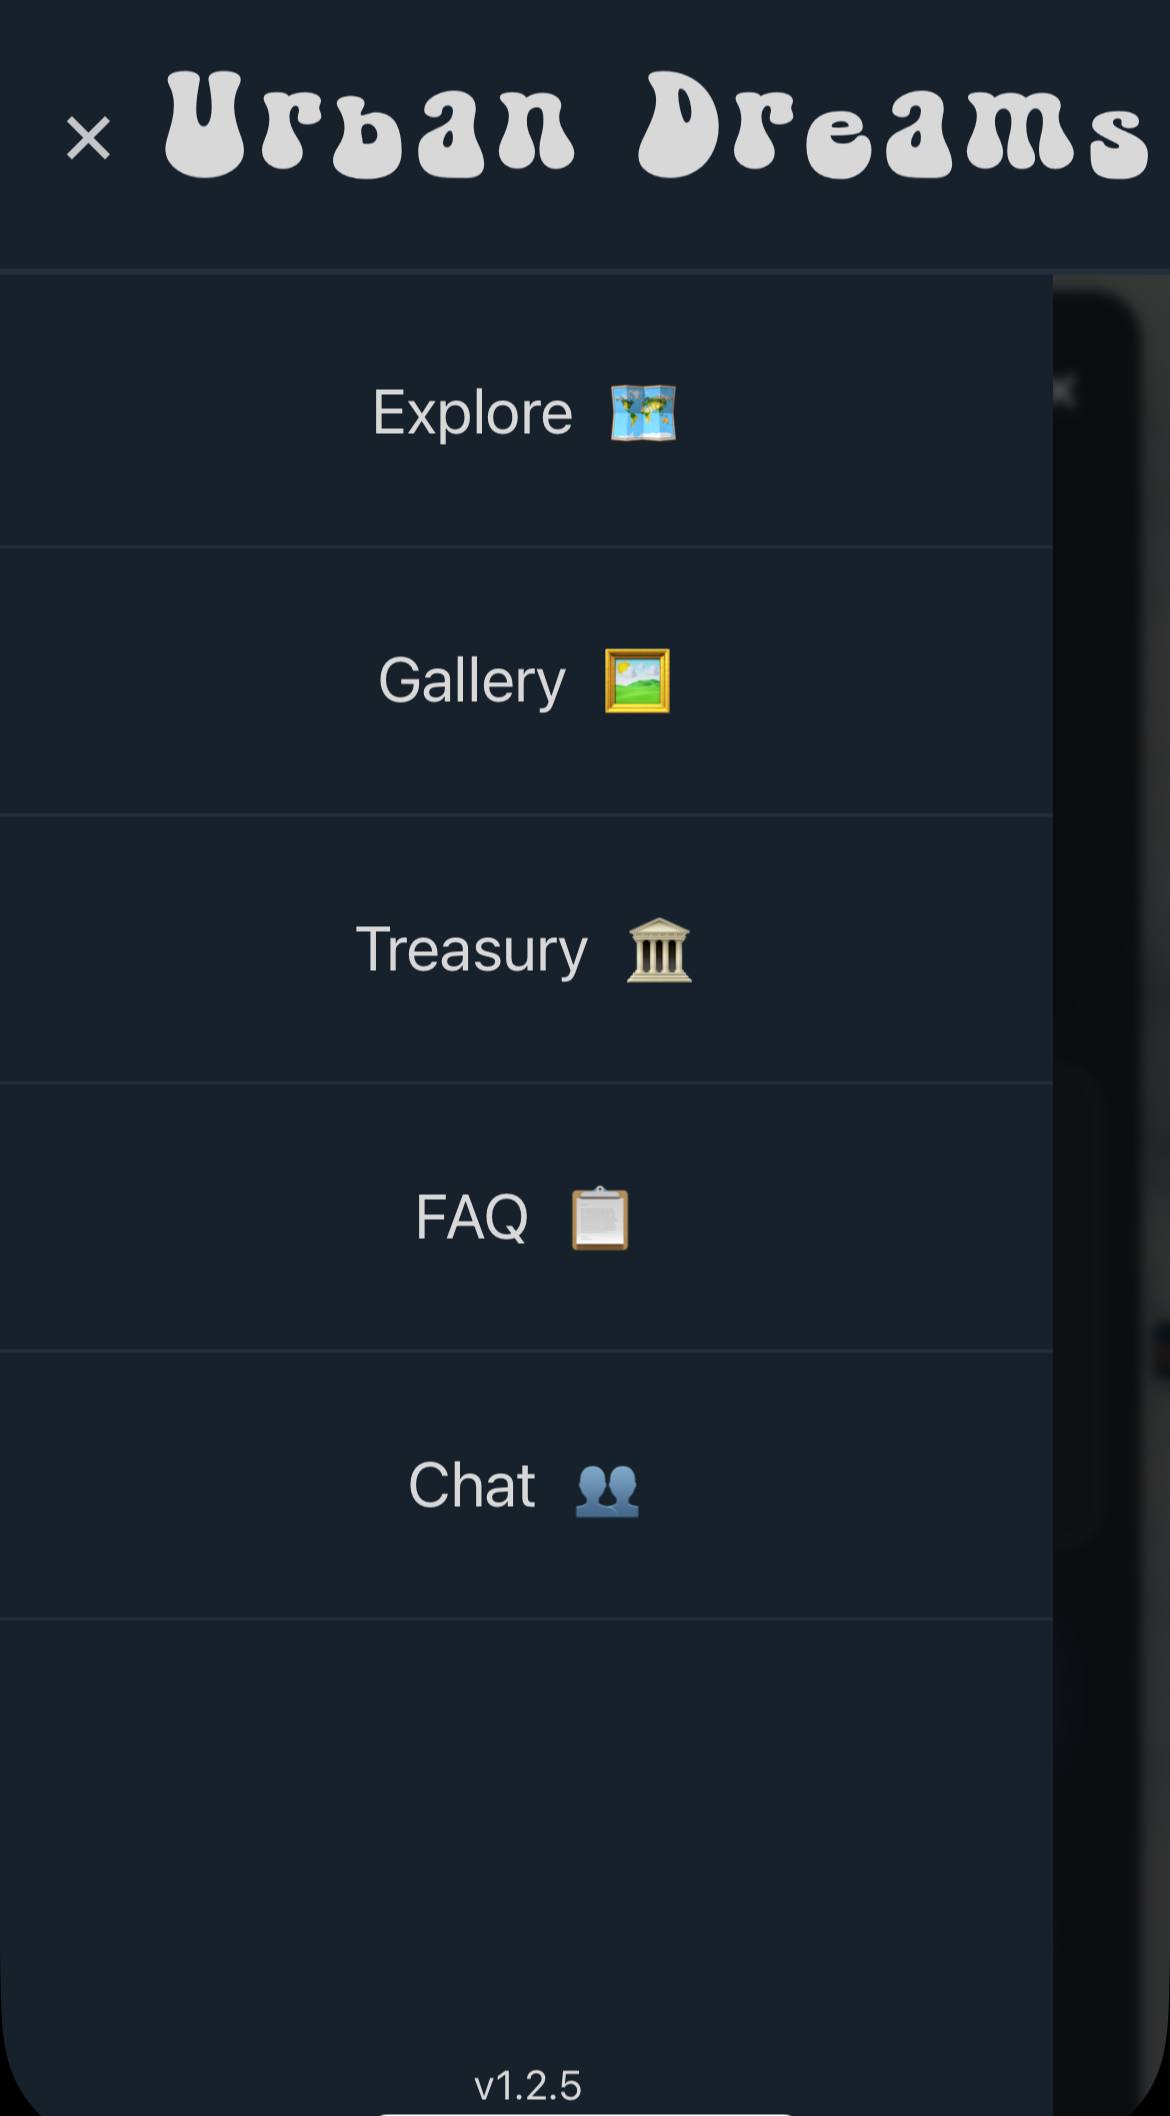 × Urban Dreams
Explore
Gallery
Treasury
FAQ
Chat
v1.2.5